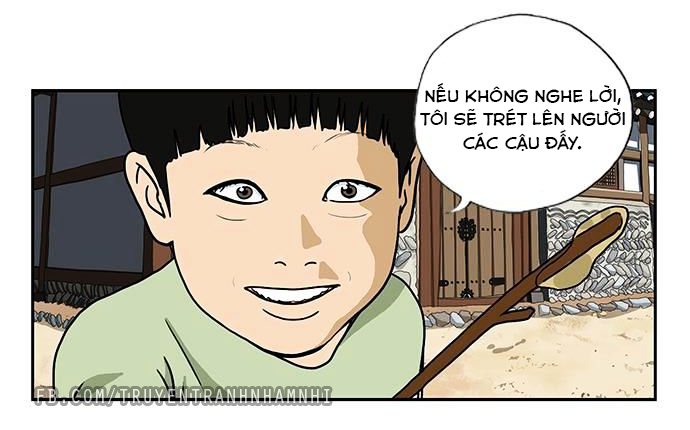 NẾU KHÔNG NGHE LỜI,
TÔI SẼ TRÉT LÊN NGƯỜI
CÁC CẬU ĐẤY.
FB.COM/TRUYENTRANHNHAMNHI